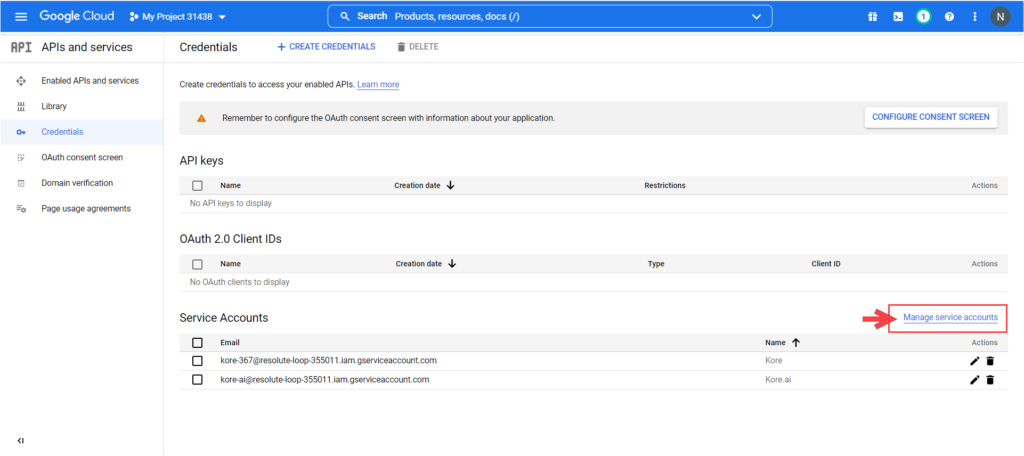 Google Cloud My Project 31438 Search Products, resources, docs (/) 1 N
API APIs and services Credentials + CREATE CREDENTIALS DELETE
Enabled APIs and services
Library
Credentials
OAuth consent screen
Domain verification
Page usage agreements
Create credentials to access your enabled APIs. Learn more
Remember to configure the OAuth consent screen with information about your application. CONFIGURE CONSENT SCREEN
API keys
Name Creation date Restrictions Actions
No API keys to display
OAuth 2.0 Client IDs
Name Creation date Type Client ID Actions
No OAuth clients to display
Service Accounts Manage service accounts
Email Name Actions
kore-367@resolute-loop-355011.iam.gserviceaccount.com Kore
kore-ai@resolute-loop-355011.iam.gserviceaccount.com Kore.ai